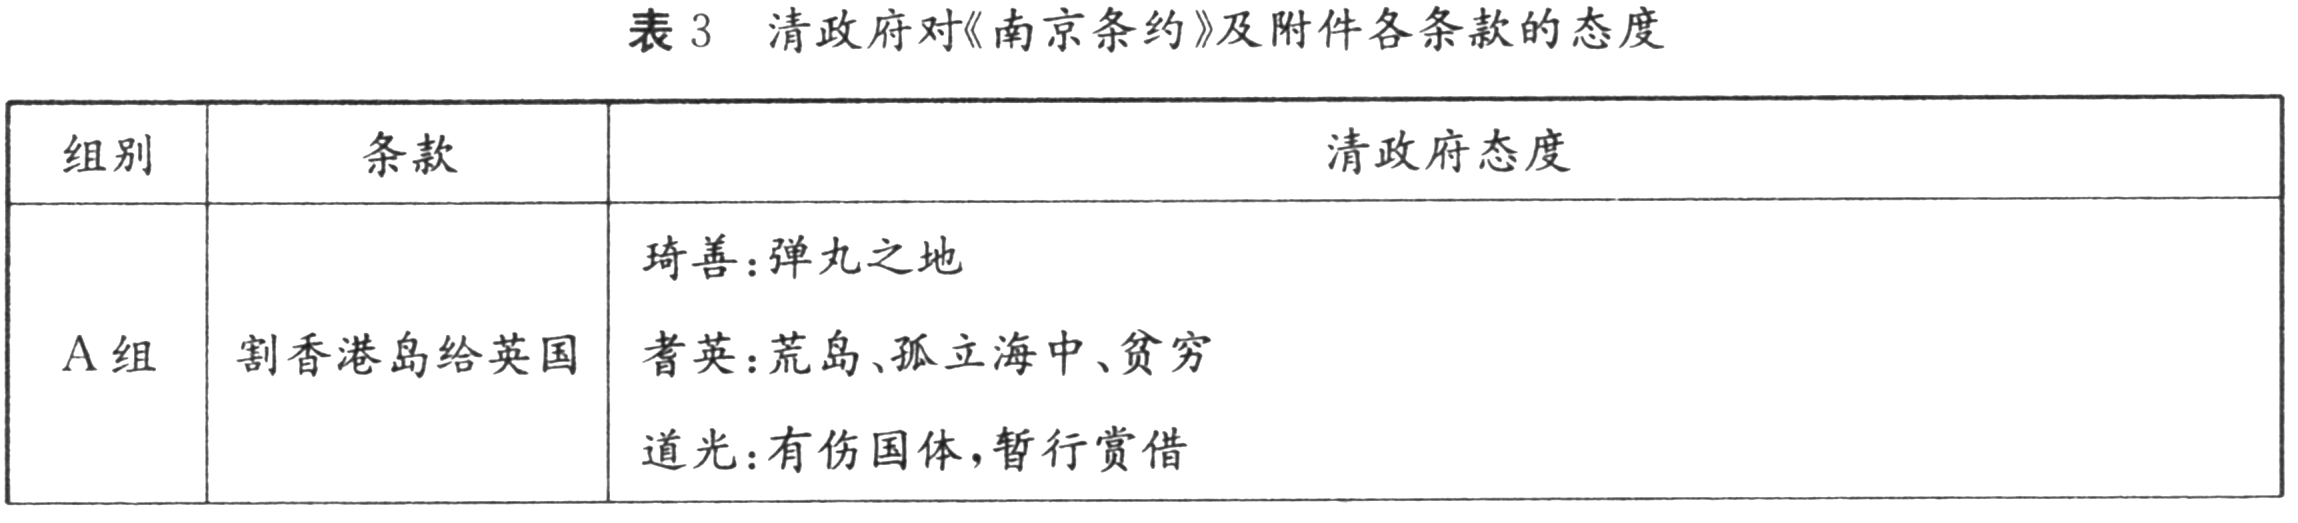 表3 清政府对《南京条约》及附件各条款的态度
组别 条款 清政府态度
琦善:弹丸之地
A组 割香港岛给英国 耆英:荒岛、孤立海中、贫穷
道光:有伤国体,暂行赏借